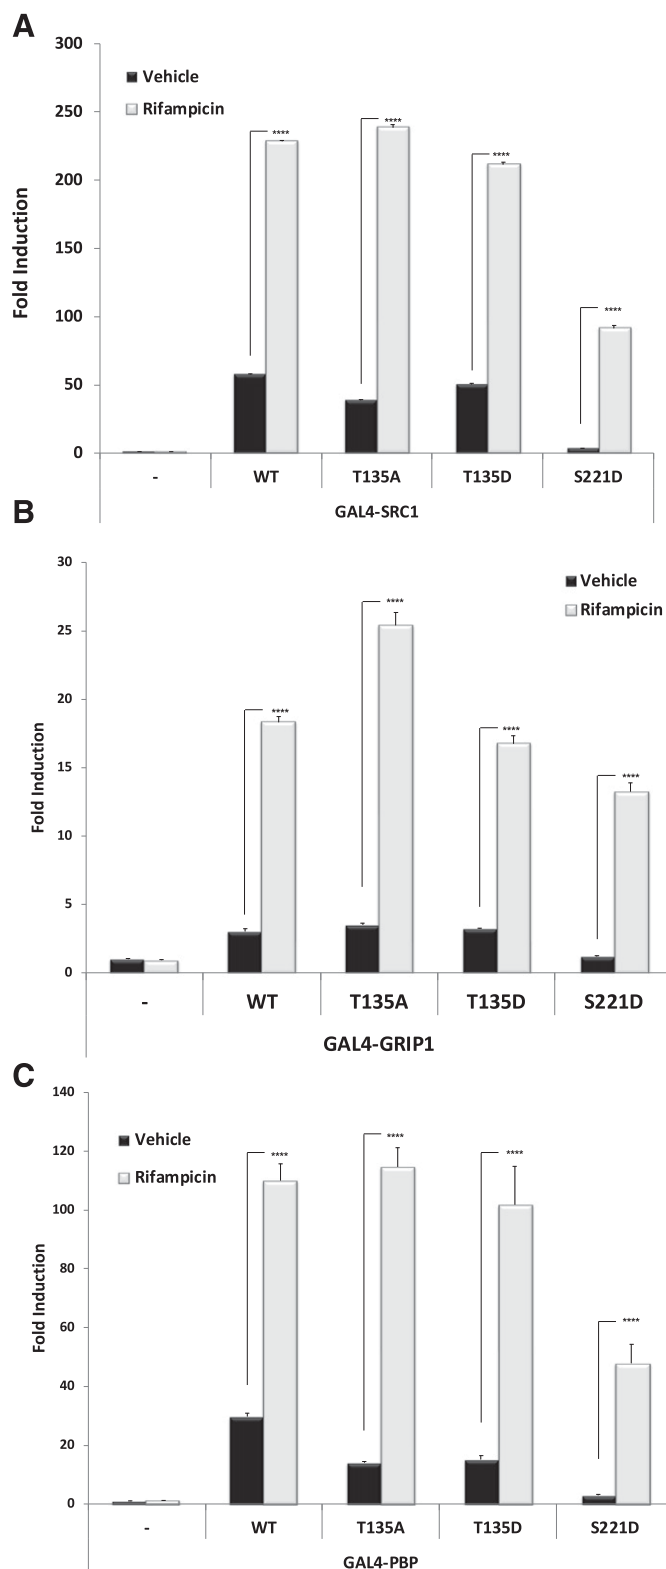 A
300
Vehicle
250
Rifampicin
**** **** ****
200
150
Fold Induction
100
****
50
0
- WT T135A T135D S221D
GAL4-SRC1
B
30
Vehicle
Rifampicin
25
****
20
****
****
15
****
Fold Induction
10
5
0
- WT T135A T135D S221D
GAL4-GRIP1
C
140
Vehicle
120
**** **** ****
Rifampicin
100
80
Fold Induction
60
****
40
20
0
- WT T135A T135D S221D
GAL4-PBP